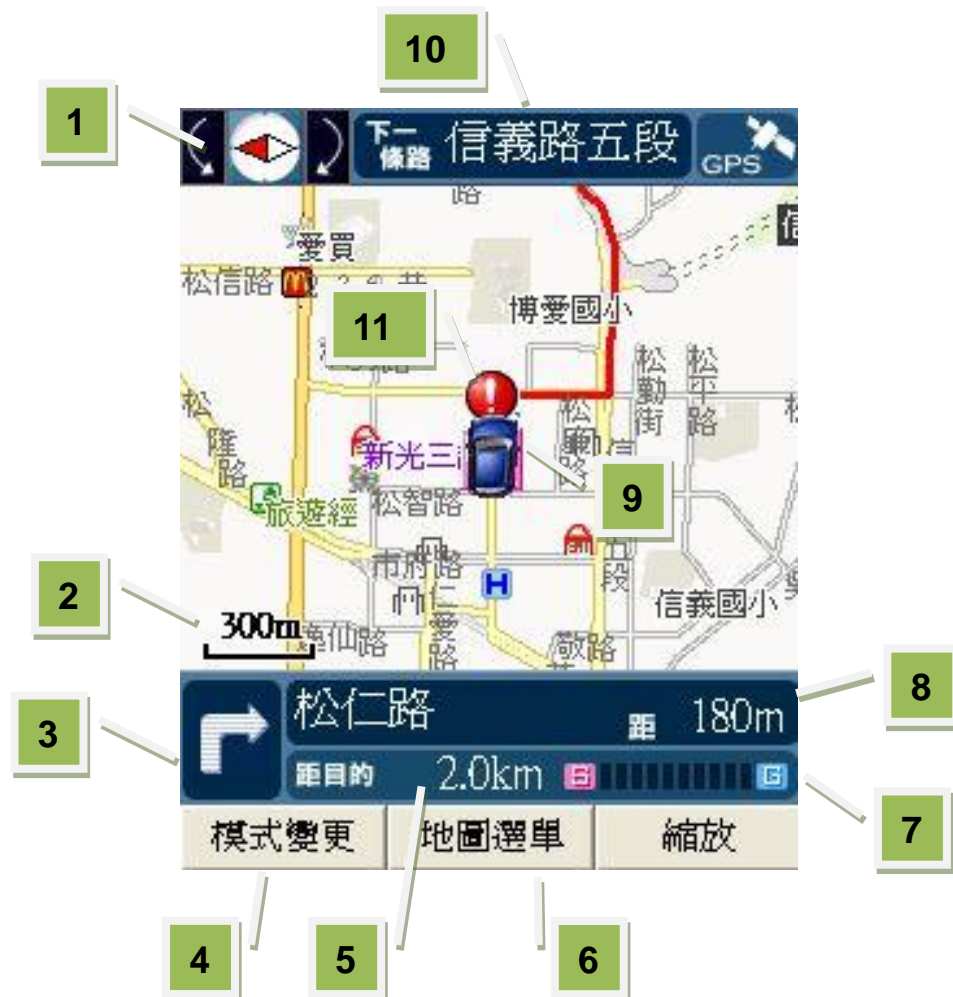 10
1
下一條路 信義路五段 GPS
路
信
愛買
松信路
博愛國小
11
松勤街
松平路
松隆路
新光三
9
松智路
旅遊經
市府路
五段
2
H
仁愛路
信義國小
300m
逸仙路
8
3
松仁路 距 180m
距目的 2.0km S G
7
模式變更 地圖選單 縮放
4 5 6